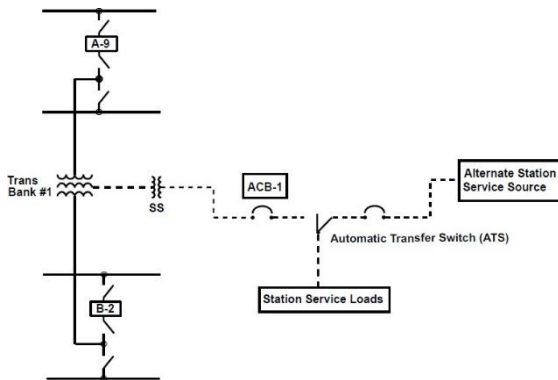 A-9
Trans
Bank #1
SS
ACB-1
Alternate Station
Service Source
Automatic Transfer Switch (ATS)
Station Service Loads
B-2